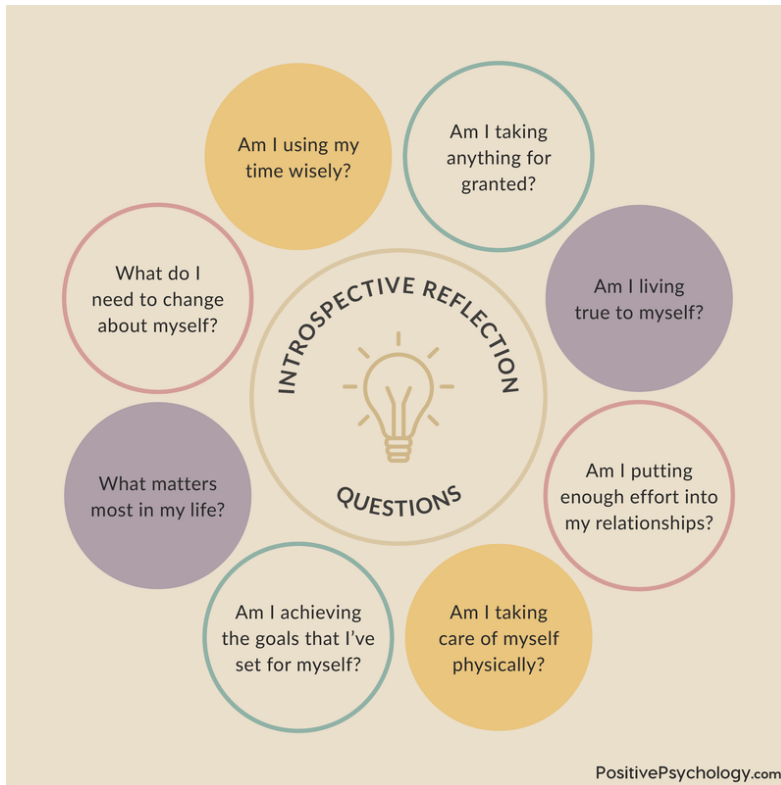 INTROSPECTIVE REFLECTION
QUESTIONS
Am I using my
time wisely?
Am I taking
anything for
granted?
Am I living
true to myself?
Am I putting
enough effort into
my relationships?
Am I taking
care of myself
physically?
Am I achieving
the goals that I've
set for myself?
What matters
most in my life?
What do I
need to change
about myself?
PositivePsychology.com